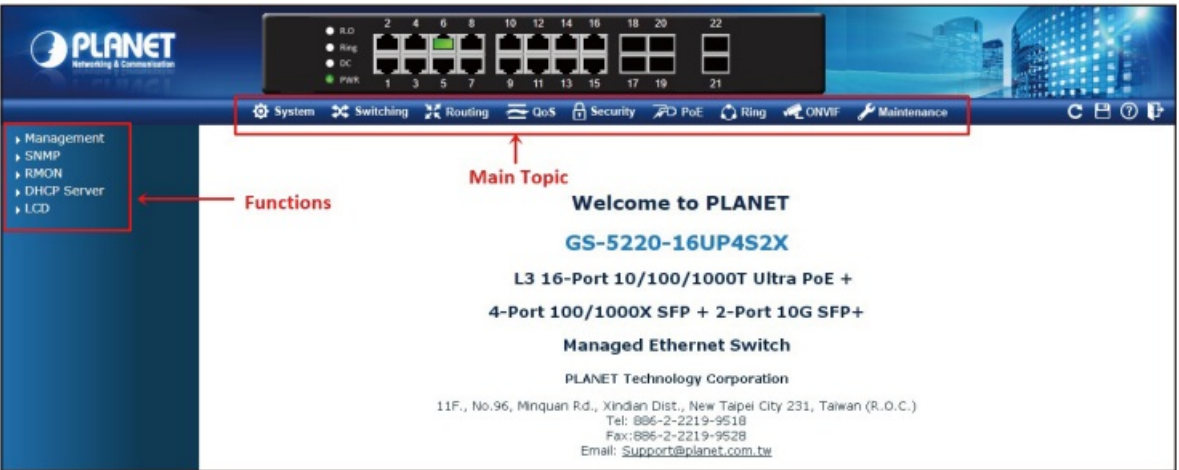 PLANET
Networking & Communication
R.O
Ring
DC
PWR
2 4 6 8 10 12 14 16 18 20 22
1 3 5 7 9 11 13 15 17 19 21
System Switching Routing QoS Security PoE Ring ONVIF Maintenance
Management
SNMP
RMON
DHCP Server
LCD
Functions
Main Topic
Welcome to PLANET
GS-5220-16UP4S2X
L3 16-Port 10/100/1000T Ultra PoE +
4-Port 100/1000X SFP + 2-Port 10G SFP+
Managed Ethernet Switch
PLANET Technology Corporation
11F., No.96, Minquan Rd., Xindian Dist., New Taipei City 231, Taiwan (R.O.C.)
Tel: 886-2-2219-9518
Fax:886-2-2219-9528
Email: Support@planet.com.tw